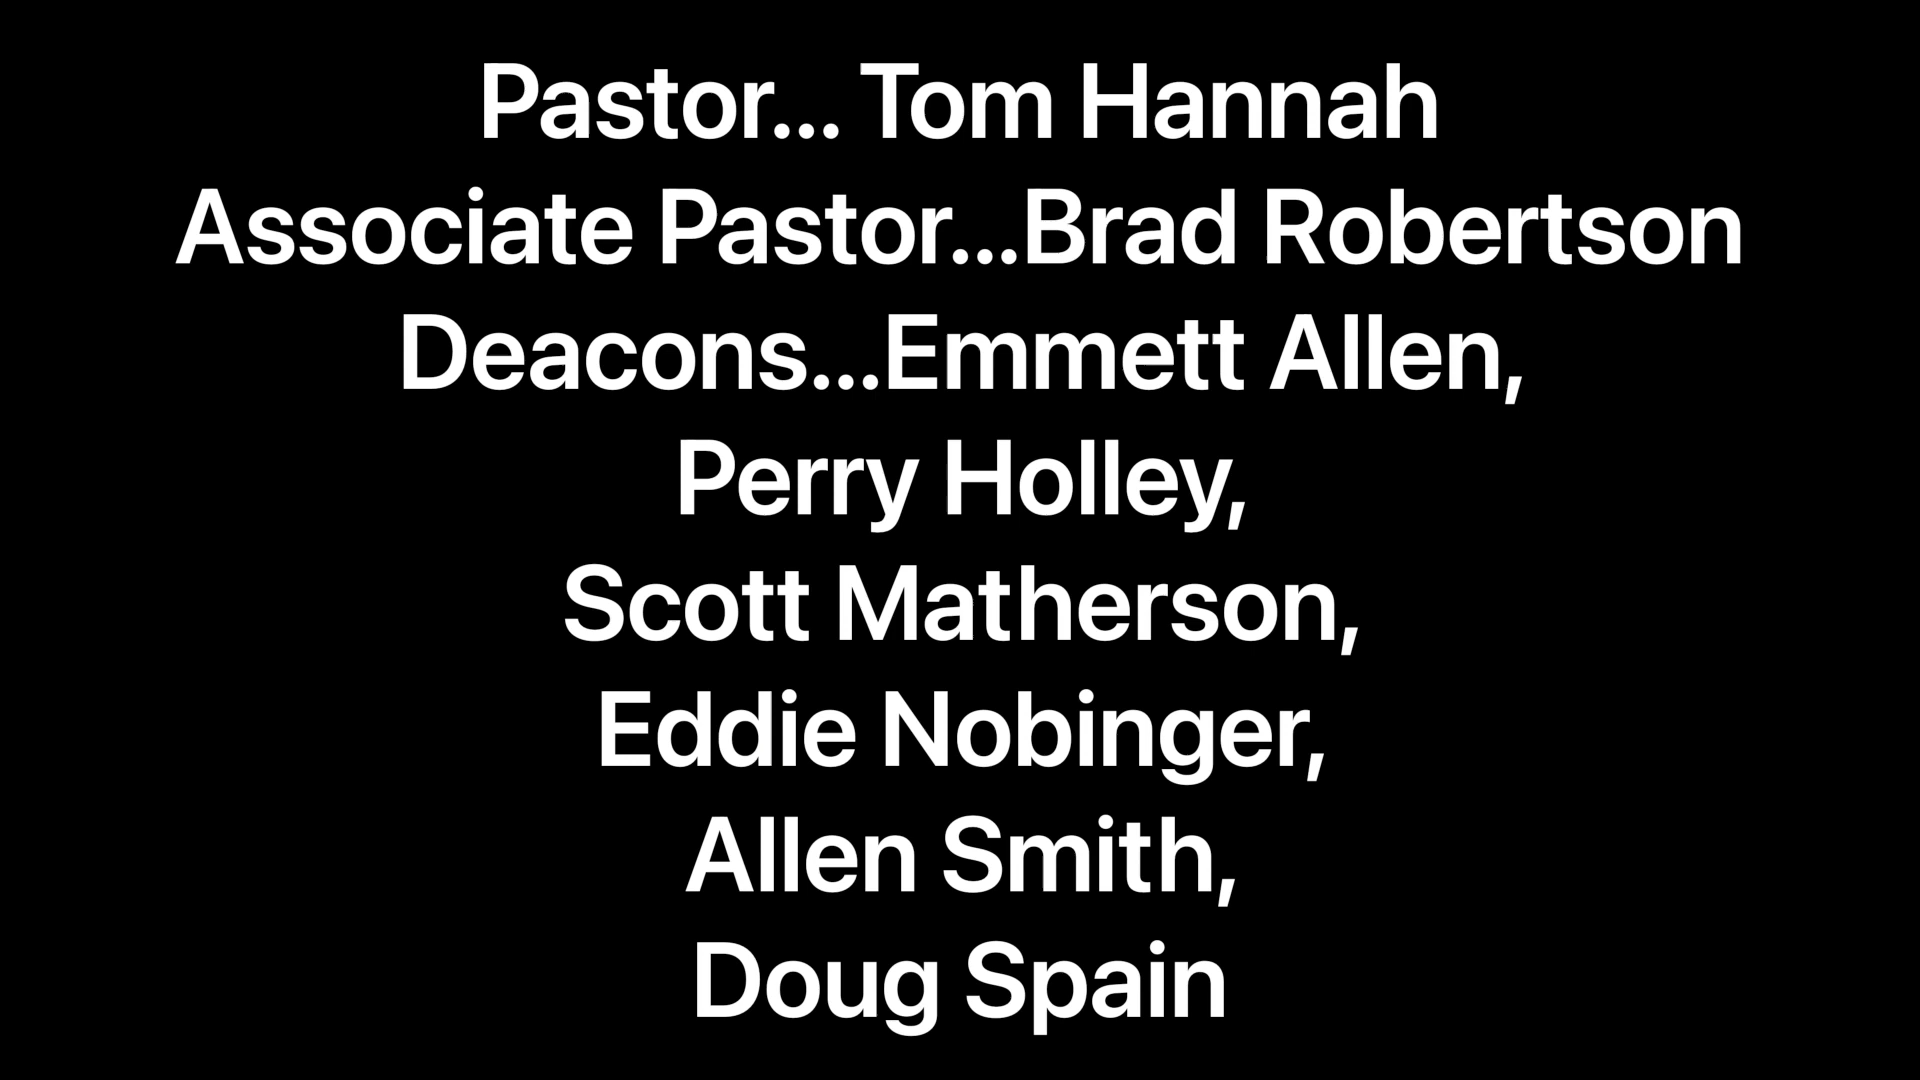 Pastor... Tom Hannah
Associate Pastor...Brad Robertson
Deacons...Emmett Allen,
Perry Holley,
Scott Matherson,
Eddie Nobinger,
Allen Smith,
Doug Spain